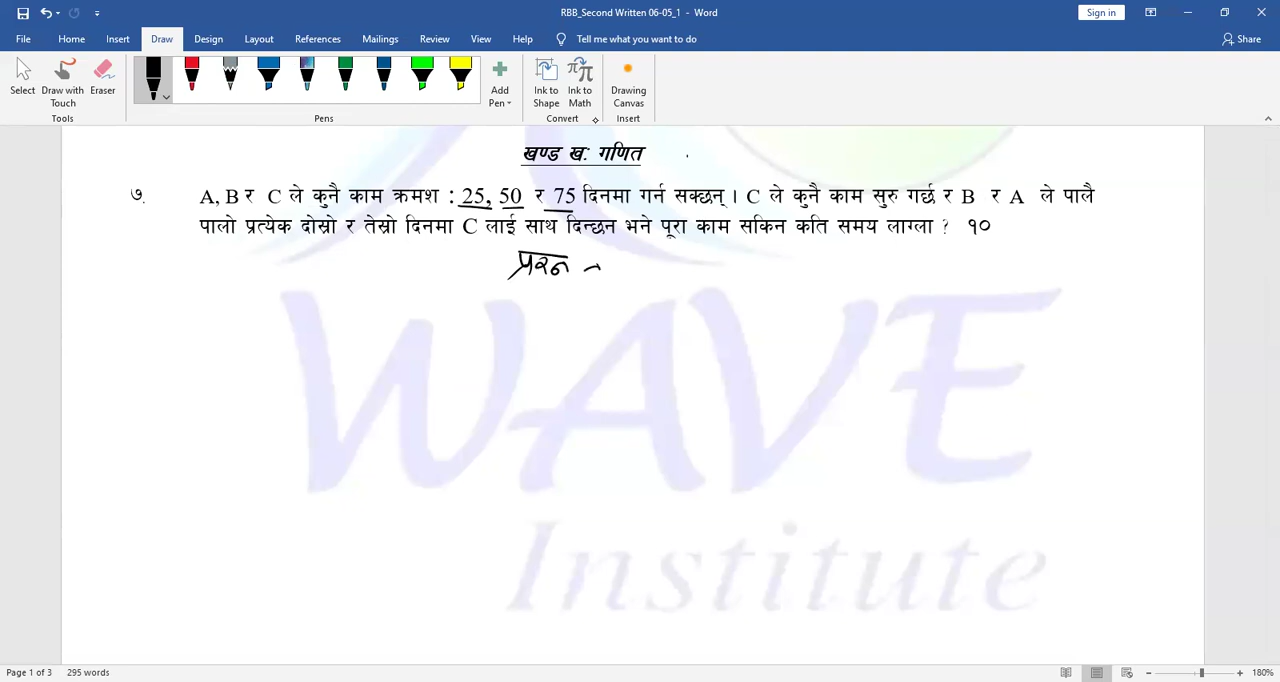 RBB_Second Written 06-05_1 - Word
Sign in
File Home Insert Draw Design Layout References Mailings Review View Help Tell me what you want to do Share
Select Draw with Touch Eraser Add Pen Ink to Shape Ink to Math Drawing Canvas
Tools Pens Convert Insert
खण्ड ख: गणित
७. A, B र C ले कुनै काम क्रमश : 25, 50 र 75 दिनमा गर्न सक्छन् । C ले कुनै काम सुरु गर्छ र B र A ले पालै
पालो प्रत्येक दोस्रो र तेस्रो दिनमा C लाई साथ दिन्छन भने पूरा काम सकिन कति समय लाग्ला ? १०
प्रश्न
WAVE
Institute
Page 1 of 3 295 words 180%